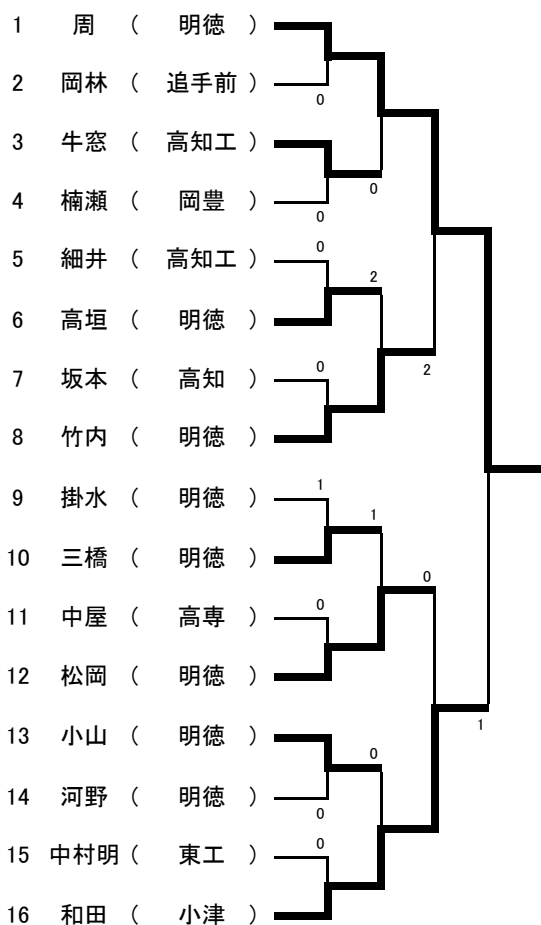 1 周 ( 明徳 )
2 岡林 ( 追手前 )
0
3 牛窓 ( 高知工 )
0
4 楠瀬 ( 岡豊 )
0
0
5 細井 ( 高知工 )
2
6 高垣 ( 明徳 )
7 坂本 ( 高知 )
0
2
8 竹内 ( 明徳 )
9 掛水 ( 明徳 )
1
1
10 三橋 ( 明徳 )
0
11 中屋 ( 高専 )
0
12 松岡 ( 明徳 )
13 小山 ( 明徳 )
1
0
14 河野 ( 明徳 )
0
15 中村明 ( 東工 )
0
16 和田 ( 小津 )